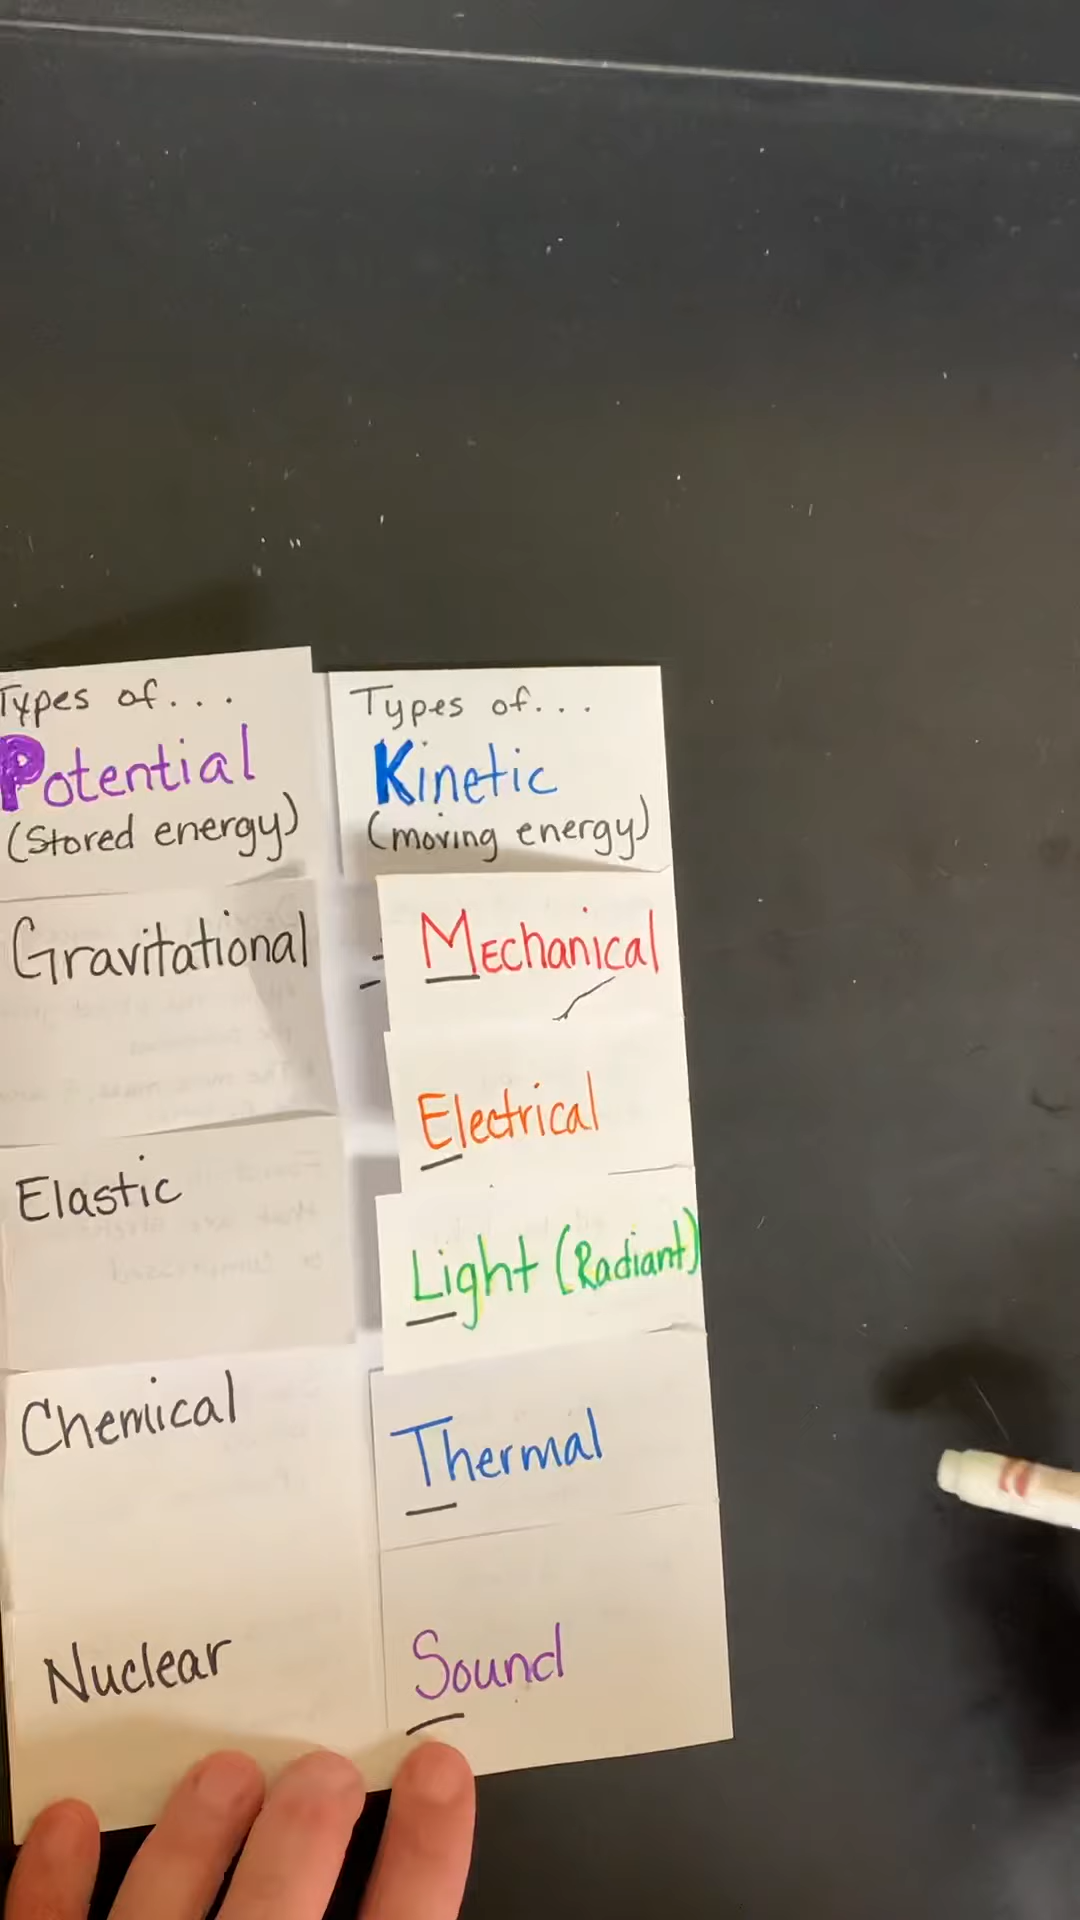 Types of...
Potential
(Stored energy)
Gravitational
Elastic
Chemical
Nuclear
Types of...
Kinetic
(moving energy)
Mechanical
Electrical
Light (Radiant)
Thermal
Sound